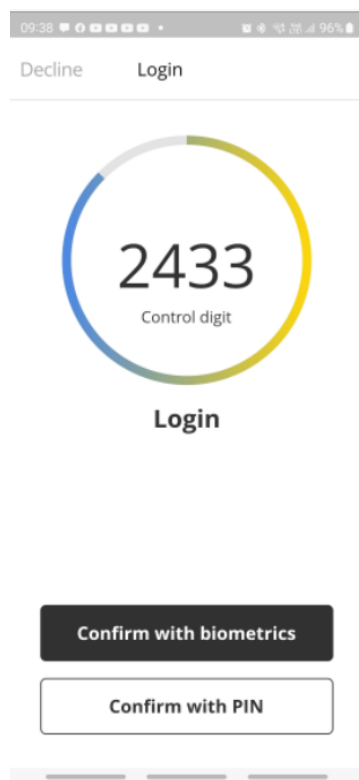 09:38 96%
Decline Login
2433
Control digit
Login
Confirm with biometrics
Confirm with PIN